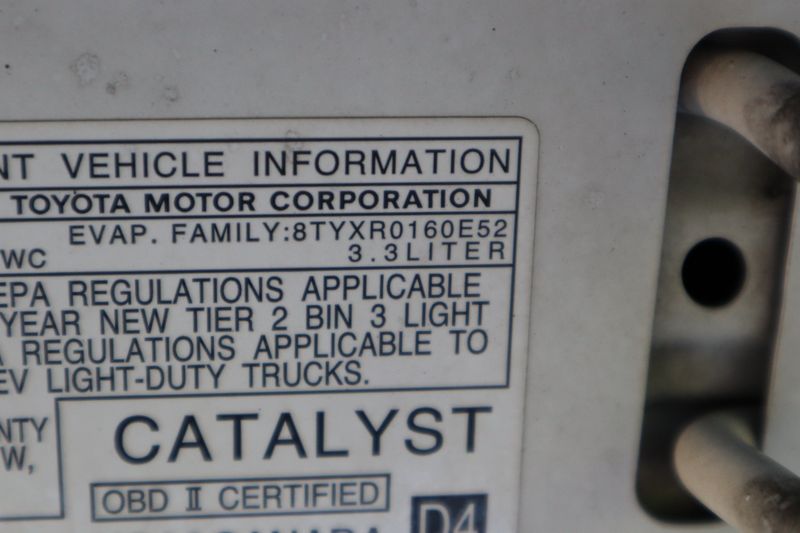 NT VEHICLE INFORMATION
TOYOTA MOTOR CORPORATION
EVAP. FAMILY:8TYXR0160E52
WC 3.3LITER
EPA REGULATIONS APPLICABLE
YEAR NEW TIER 2 BIN 3 LIGHT
A REGULATIONS APPLICABLE TO
EV LIGHT-DUTY TRUCKS.
NTY
W,
CATALYST
OBD II CERTIFIED
D4